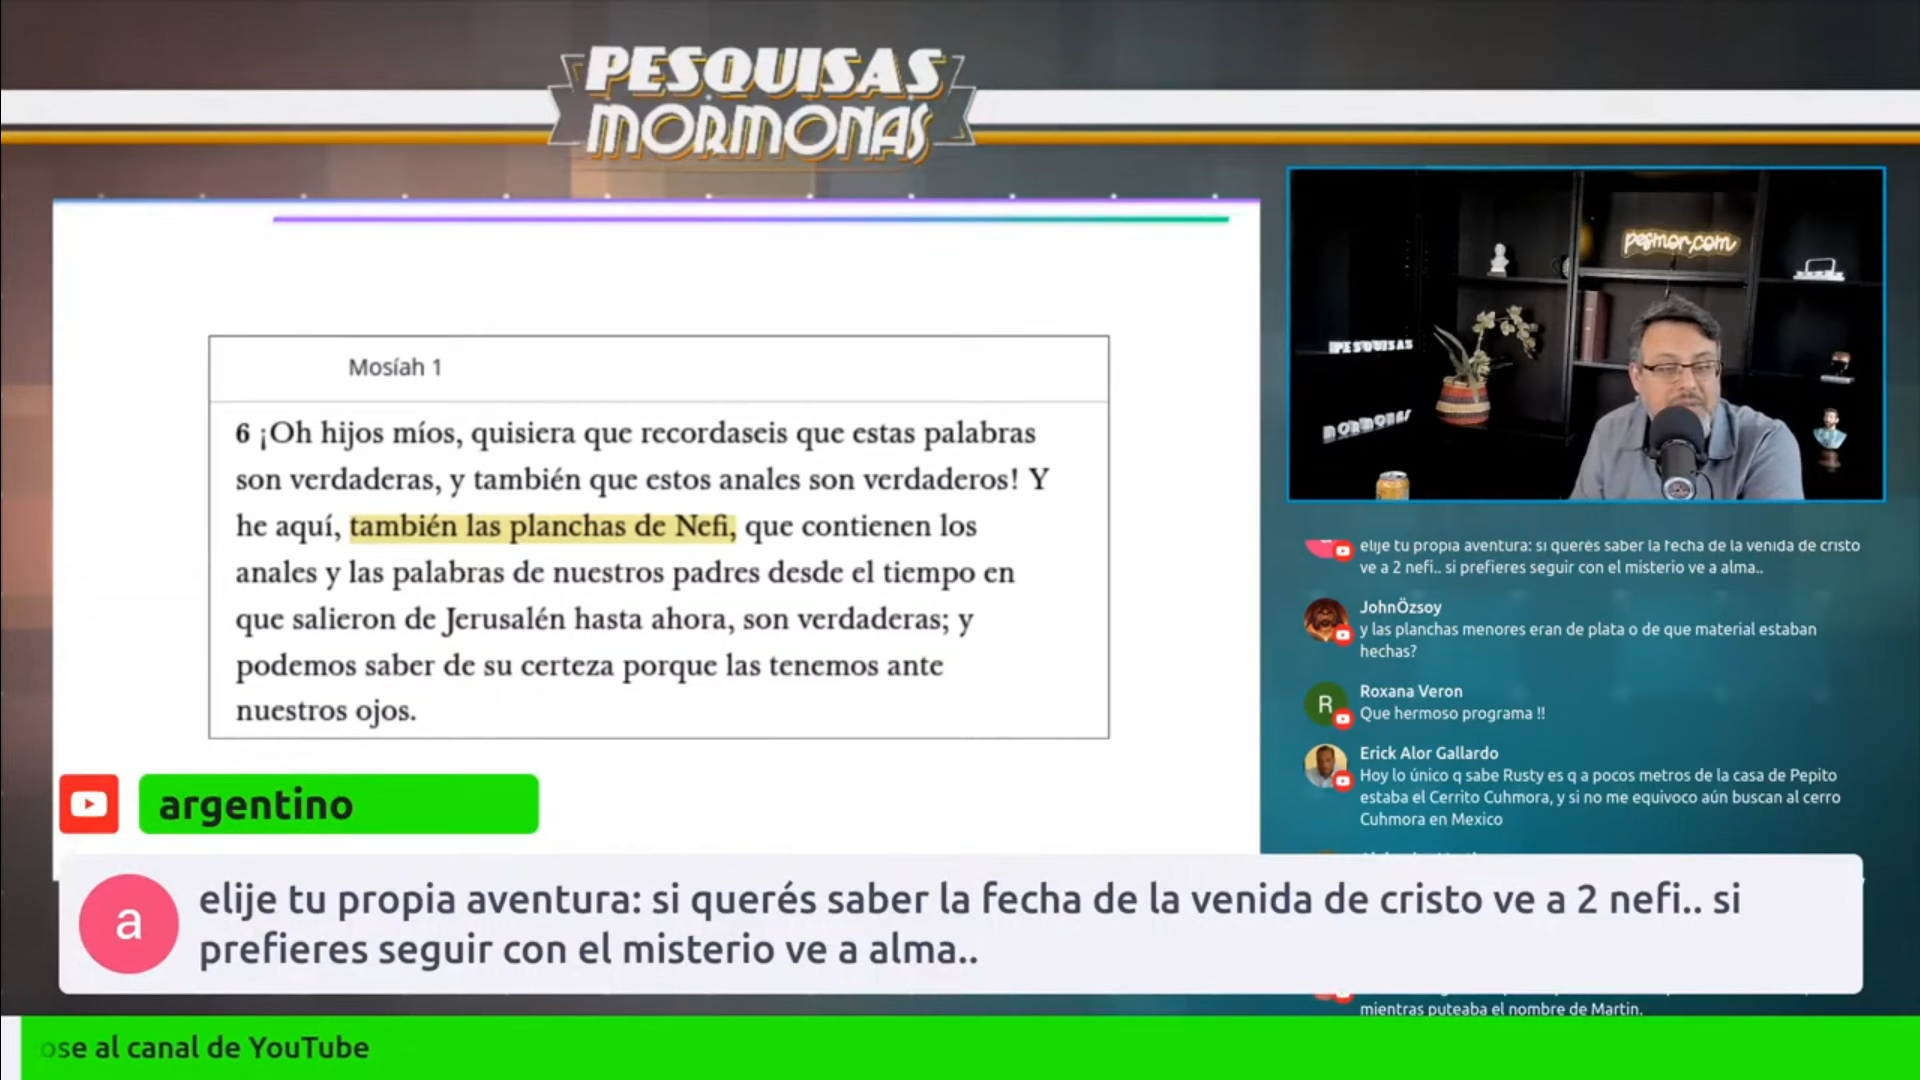 PESQUISAS
MORMONAS
Mosíah 1
6 ¡Oh hijos míos, quisiera que recordaseis que estas palabras
son verdaderas, y también que estos anales son verdaderos! Y
he aquí, también las planchas de Nefi, que contienen los
anales y las palabras de nuestros padres desde el tiempo en
que salieron de Jerusalén hasta ahora, son verdaderas; y
podemos saber de su certeza porque las tenemos ante
nuestros ojos.
pesmor.com
PESQUISAS
MORMONAS
elije tu propia aventura: si querés saber la fecha de la venida de cristo
ve a 2 nefi.. si prefieres seguir con el misterio ve a alma..
JohnÖzsoy
y las planchas menores eran de plata o de que material estaban
hechas?
R
Roxana Veron
Que hermoso programa !!
Erick Alor Gallardo
Hoy lo único q sabe Rusty es q a pocos metros de la casa de Pepito
estaba el Cerrito Cuhmora, y si no me equivoco aún buscan al cerro
Cuhmora en Mexico
mientras puteaba el nombre de Martin.
argentino
a
elije tu propia aventura: si querés saber la fecha de la venida de cristo ve a 2 nefi.. si
prefieres seguir con el misterio ve a alma..
ose al canal de YouTube